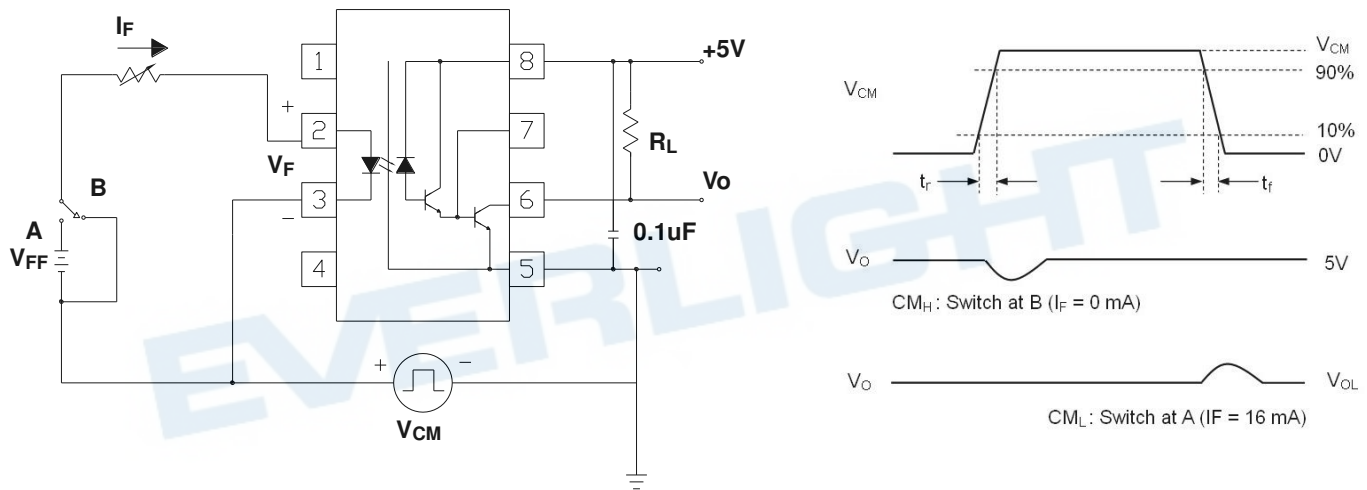 IF
1
8
+5V
+
2
7
VF
RL
B
3
6
Vo
−
A
VFF
0.1uF
4
5
+
−
VCM
VCM
90%
VCM
10%
0V
tr
tf
VO
5V
CMH : Switch at B (IF = 0 mA)
VO
VOL
CML : Switch at A (IF = 16 mA)
EVERLIGHT